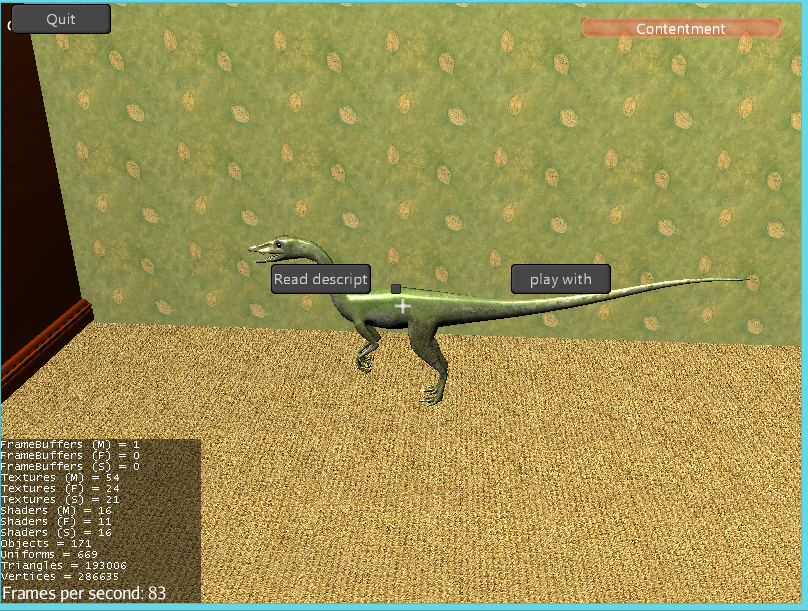 Quit
Contentment
Read descript
play with
FrameBuffers (M) = 1
FrameBuffers (F) = 0
FrameBuffers (S) = 0
Textures (M) = 54
Textures (F) = 24
Textures (S) = 21
Shaders (M) = 16
Shaders (F) = 11
Shaders (S) = 16
Objects = 171
Uniforms = 669
Triangles = 193006
Vertices = 286635
Frames per second: 83